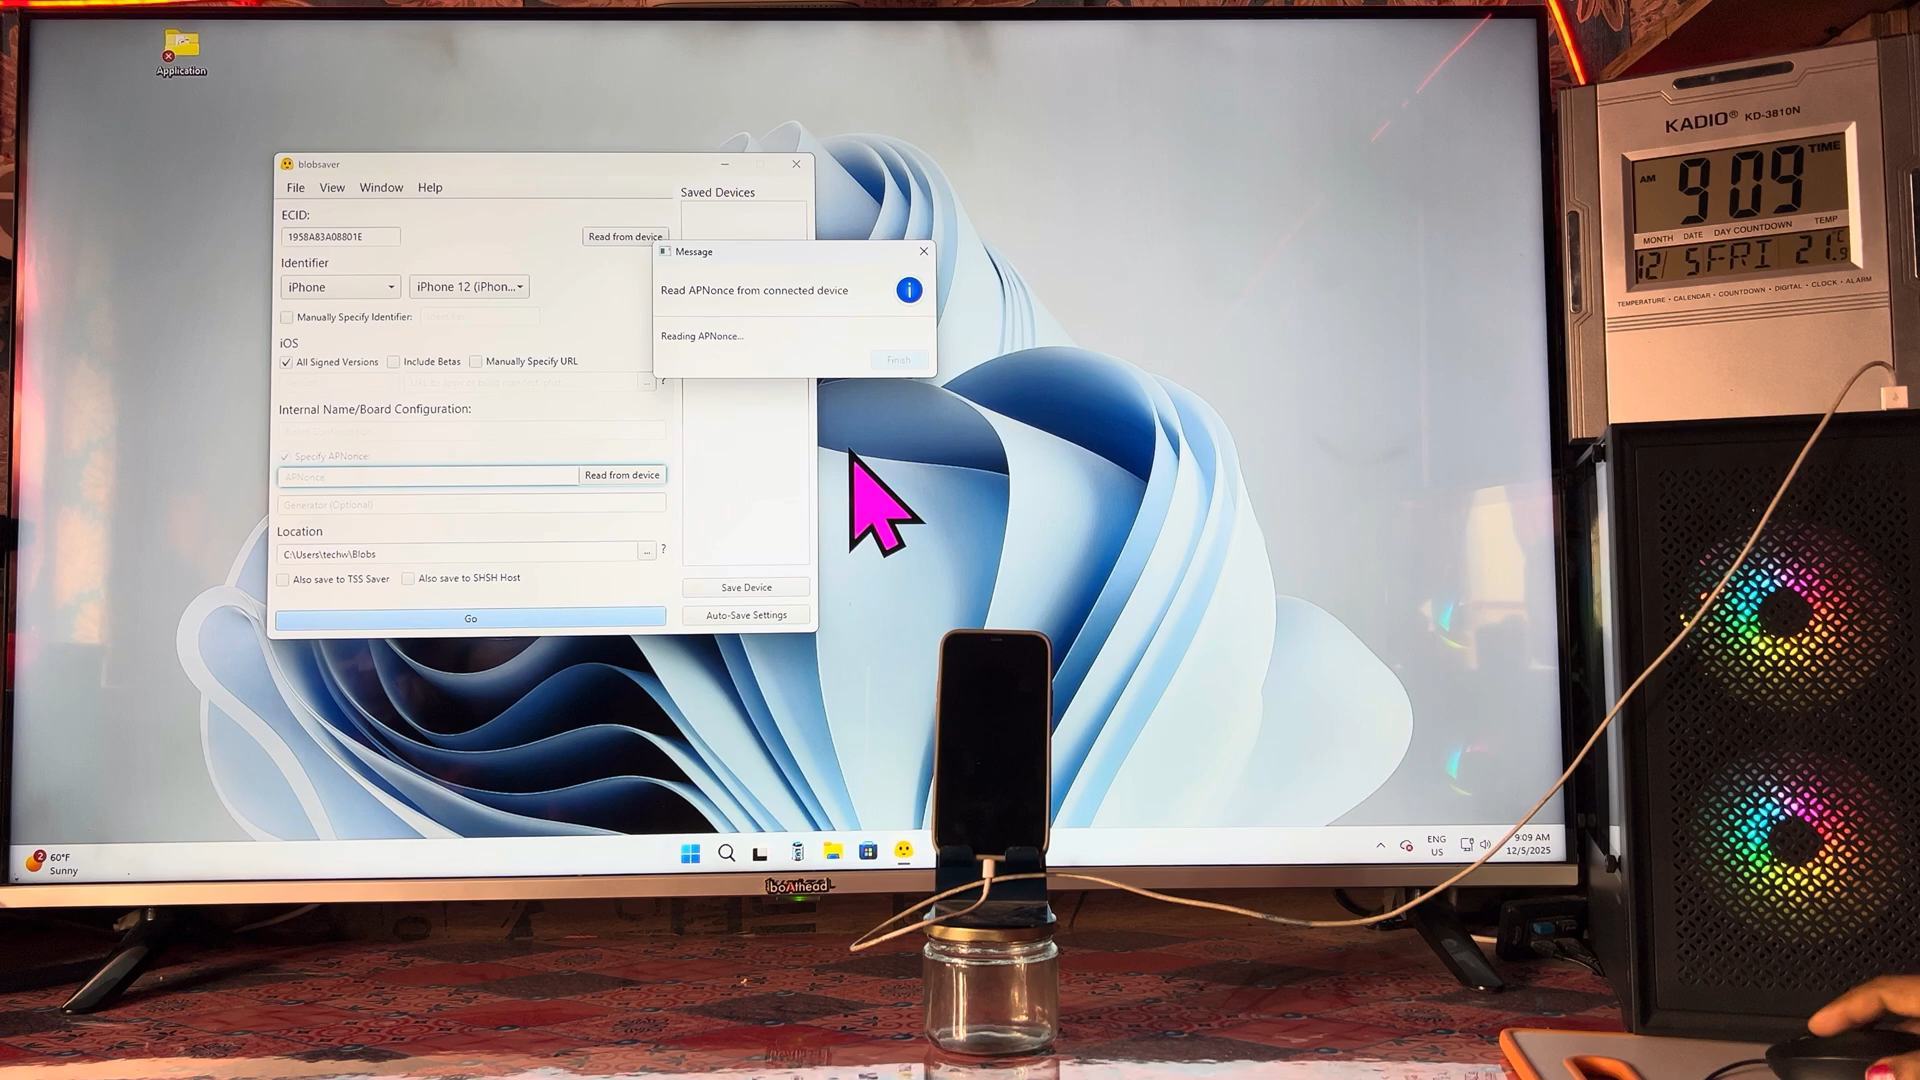 Application
blobsaver
File View Window Help
Saved Devices
ECID:
1958A83A08801E
Read from device
Identifier
iPhone
iPhone 12 (iPhon...
Manually Specify Identifier:
Identifier
iOS
All Signed Versions
Include Betas
Manually Specify URL
... ?
Internal Name/Board Configuration:
Specify APNonce:
APNonce
Read from device
Generator (Optional)
Location
C:\Users\techw\Blobs
... ?
Also save to TSS Saver
Also save to SHSH Host
Go
Save Device
Auto-Save Settings
Message
Read APNonce from connected device
Reading APNonce...
Finish
2
60°F
Sunny
ENG
US
9:09 AM
12/5/2025
boAthead
KADIO® KD-3810N
AM 9 09 TIME
MONTH DATE DAY COUNTDOWN TEMP
12/ 5 FRI 21.9°C
TEMPERATURE • CALENDAR • COUNTDOWN • DIGITAL • CLOCK • ALARM